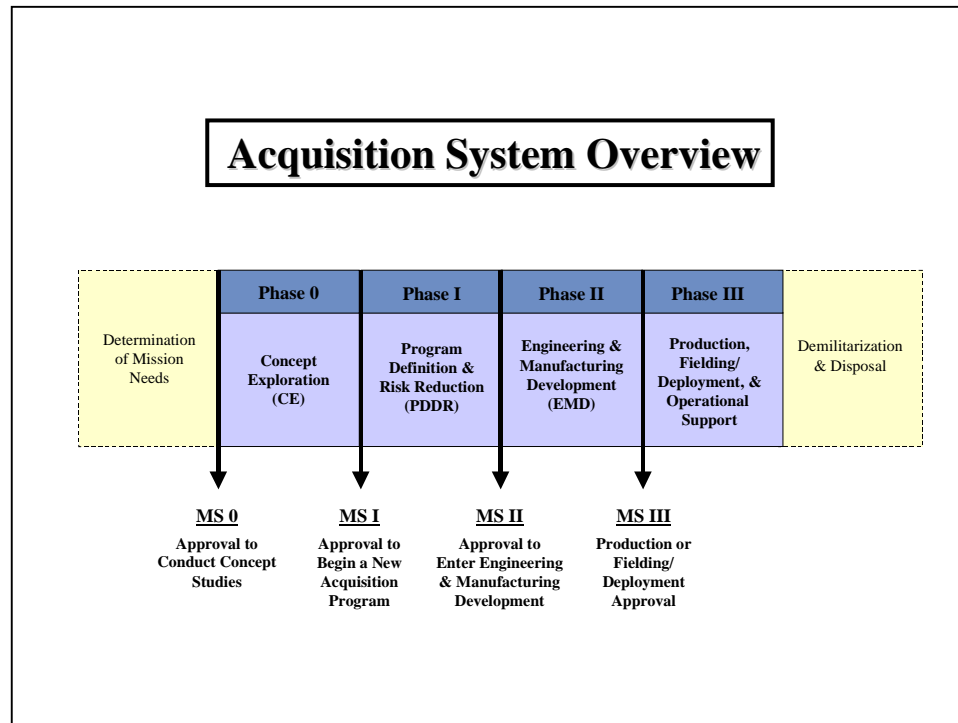 Acquisition System Overview
Determination
of Mission
Needs
Phase 0
Concept
Exploration
(CE)
Phase I
Program
Definition &
Risk Reduction
(PDDR)
Phase II
Engineering &
Manufacturing
Development
(EMD)
Phase III
Production,
Fielding/
Deployment, &
Operational
Support
Demilitarization
& Disposal
MS 0
Approval to
Conduct Concept
Studies
MS I
Approval to
Begin a New
Acquisition
Program
MS II
Approval to
Enter Engineering
& Manufacturing
Development
MS III
Production or
Fielding/
Deployment
Approval